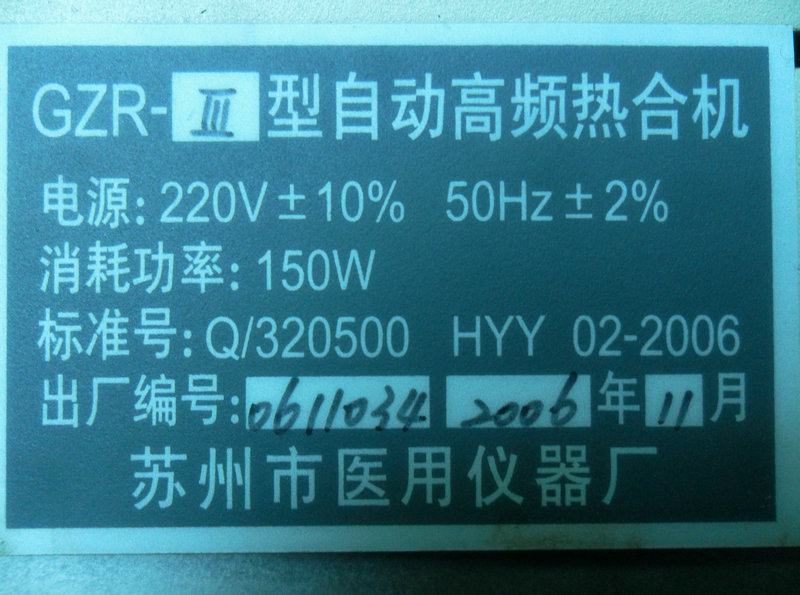 GZR-III型自动高频热合机
电源:220V±10% 50Hz±2%
消耗功率:150W
标准号:Q/320500 HYY 02-2006
出厂编号:0611034 2006年11月
苏州市医用仪器厂